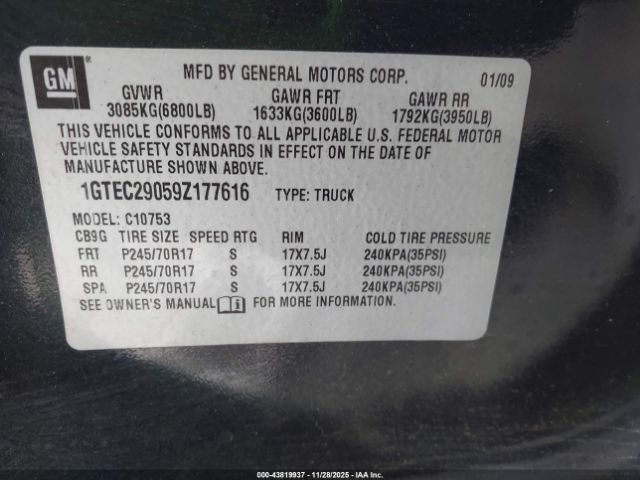 GM
MFD BY GENERAL MOTORS CORP. 01/09
GVWR GAWR FRT GAWR RR
3085KG(6800LB) 1633KG(3600LB) 1792KG(3950LB)
THIS VEHICLE CONFORMS TO ALL APPLICABLE U.S. FEDERAL MOTOR
VEHICLE SAFETY STANDARDS IN EFFECT ON THE DATE OF
MANUFACTURE SHOWN ABOVE.
1GTEC29059Z177616 TYPE: TRUCK
MODEL: C10753
CB9G TIRE SIZE SPEED RTG RIM COLD TIRE PRESSURE
FRT P245/70R17 S 17X7.5J 240KPA(35PSI)
RR P245/70R17 S 17X7.5J 240KPA(35PSI)
SPA P245/70R17 S 17X7.5J 240KPA(35PSI)
SEE OWNER'S MANUAL FOR MORE INFORMATION.
000-43819937 - 11/28/2025 - IAA Inc.